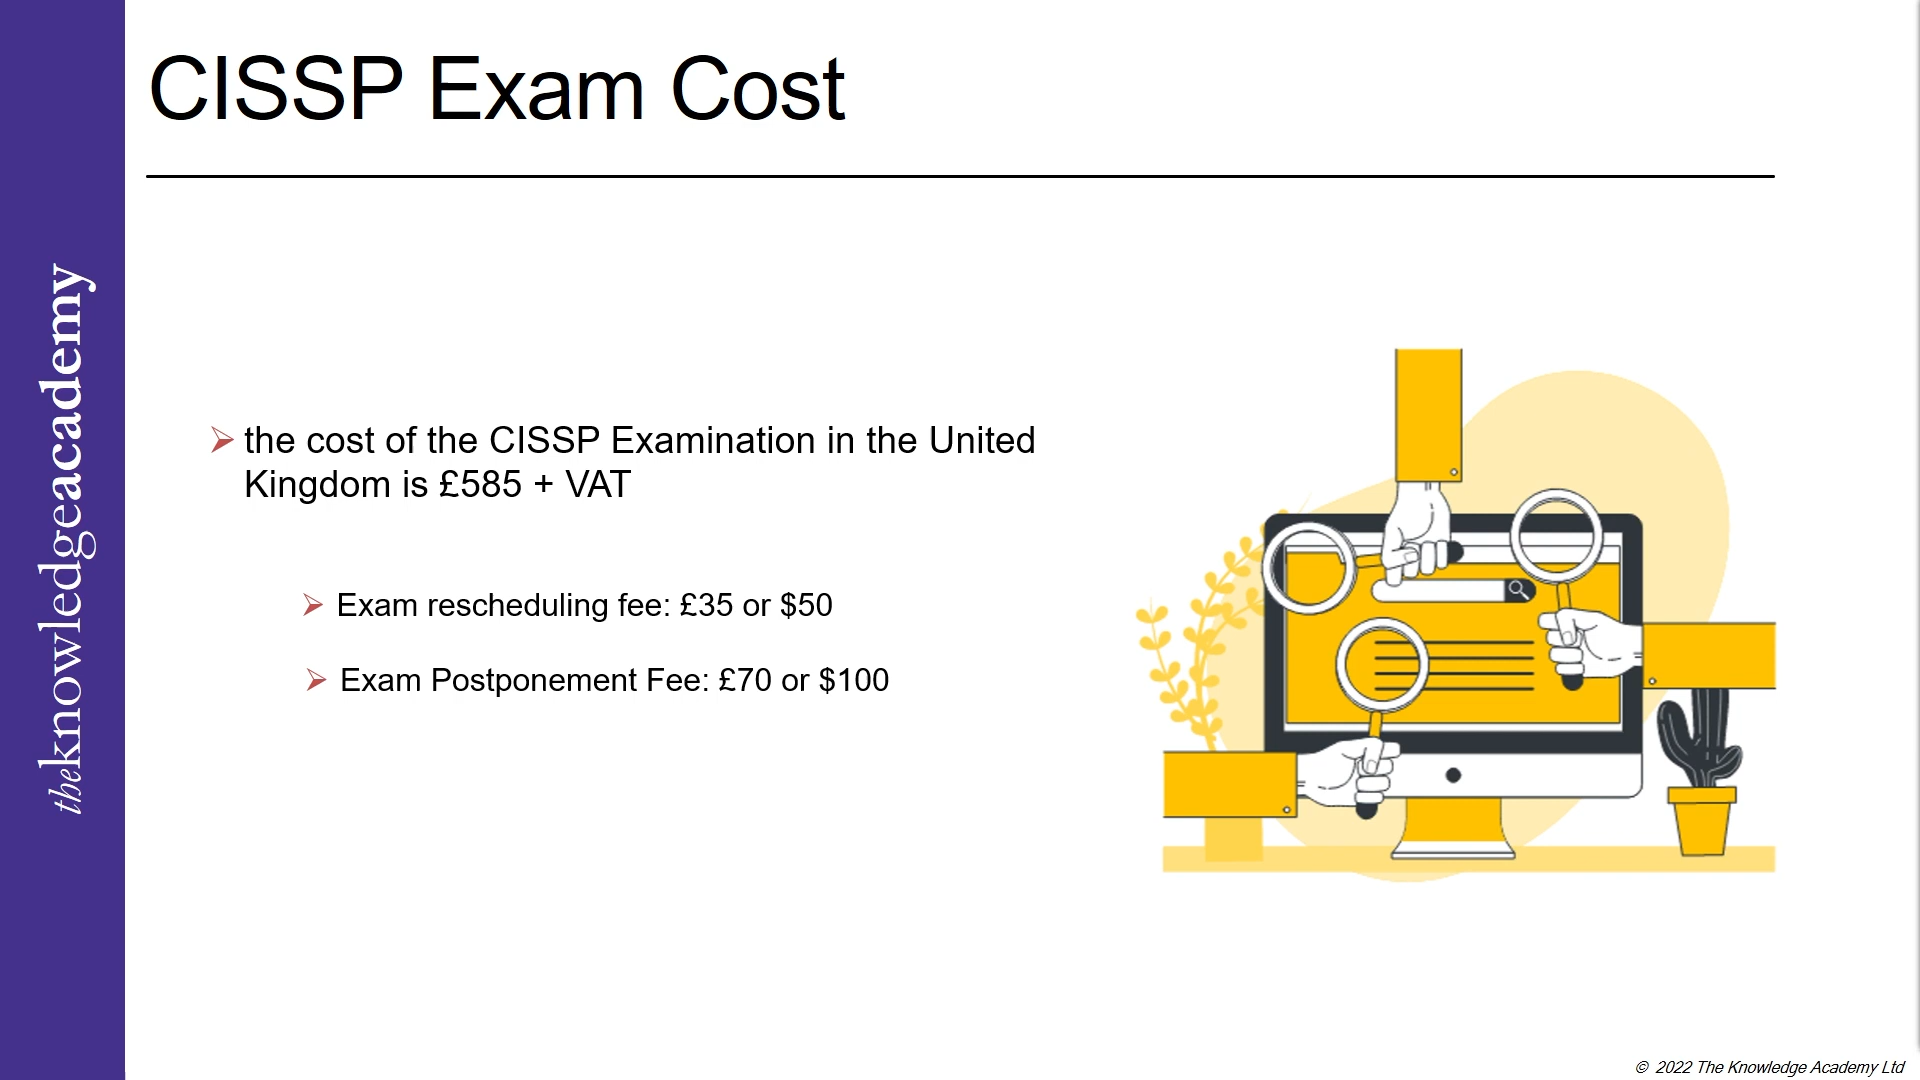 CISSP Exam Cost
theknowledgeacademy
the cost of the CISSP Examination in the United
Kingdom is £585 + VAT
Exam rescheduling fee: £35 or $50
Exam Postponement Fee: £70 or $100
© 2022 The Knowledge Academy Ltd